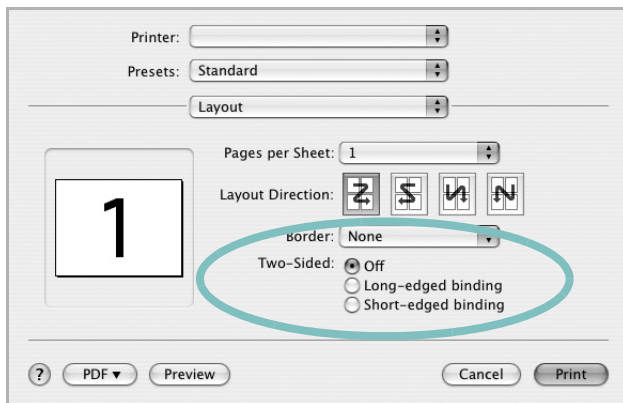 Printer:
Presets: Standard
Layout
Pages per Sheet: 1
1
Layout Direction:
Border: None
Two-Sided: Off
Long-edged binding
Short-edged binding
? PDF▼ Preview Cancel Print